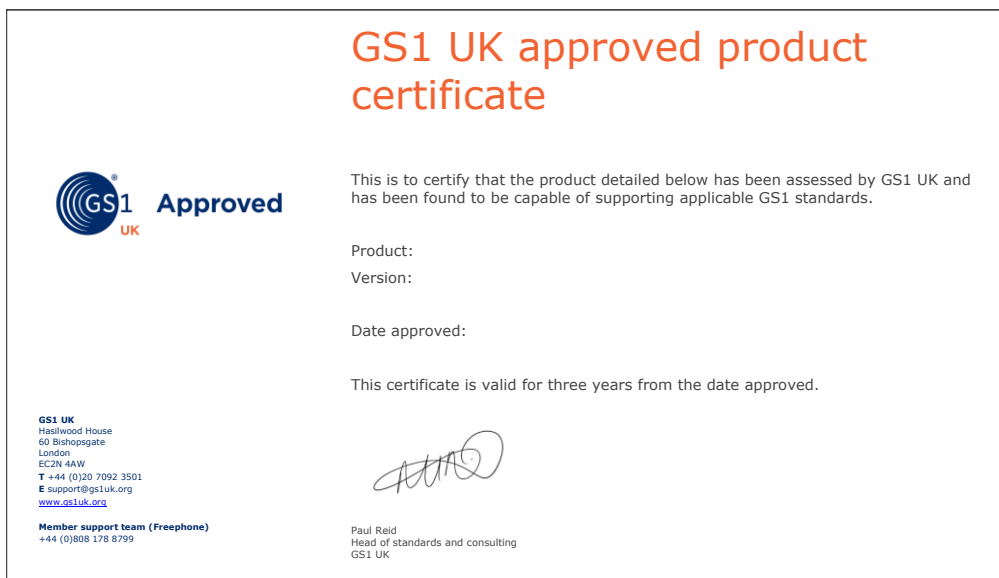 GS1 UK approved product
certificate
This is to certify that the product detailed below has been assessed by GS1 UK and
has been found to be capable of supporting applicable GS1 standards.
Product:
Version:
Date approved:
This certificate is valid for three years from the date approved.
Paul Reid
Head of standards and consulting
GS1 UK
GS1 ® Approved
UK
GS1 UK
Hasilwood House
60 Bishopsgate
London
EC2N 4AW
T +44 (0)20 7092 3501
E support@gs1uk.org
www.gs1uk.org
Member support team (Freephone)
+44 (0)808 178 8799